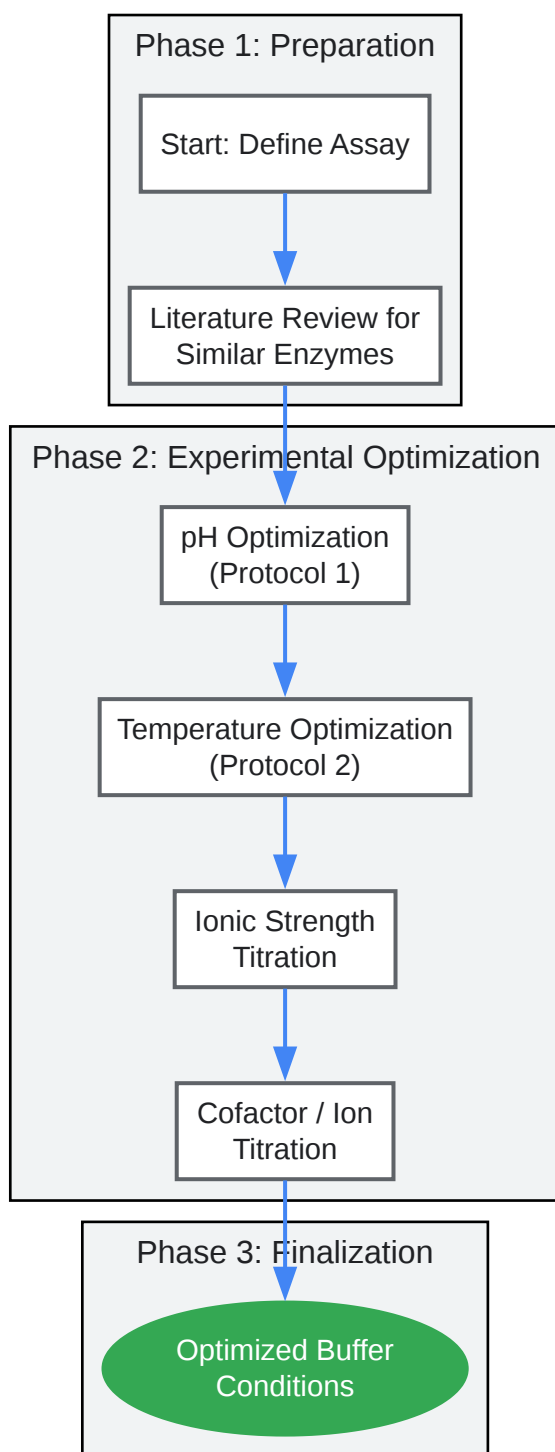 Phase 1: Preparation
Start: Define Assay
Literature Review for
Similar Enzymes
Phase 2: Experimental Optimization
pH Optimization
(Protocol 1)
Temperature Optimization
(Protocol 2)
Ionic Strength
Titration
Cofactor / Ion
Titration
Phase 3: Finalization
Optimized Buffer
Conditions